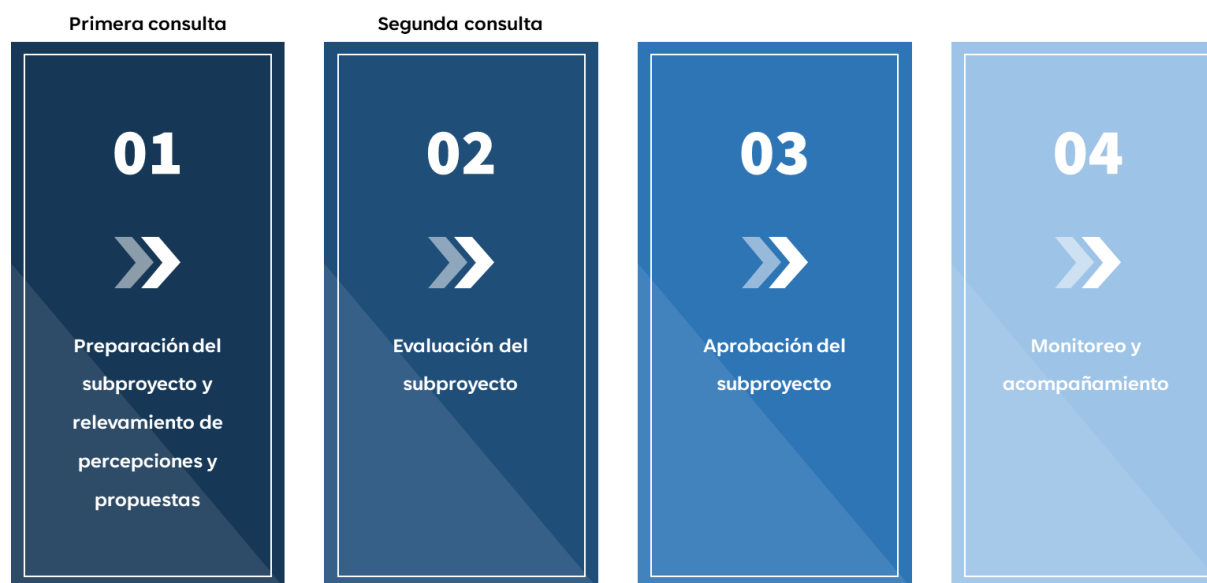 Primera consulta
Segunda consulta
01
Preparación del
subproyecto y
relevamiento de
percepciones y
propuestas
02
Evaluación del
subproyecto
03
Aprobación del
subproyecto
04
Monitoreo y
acompañamiento